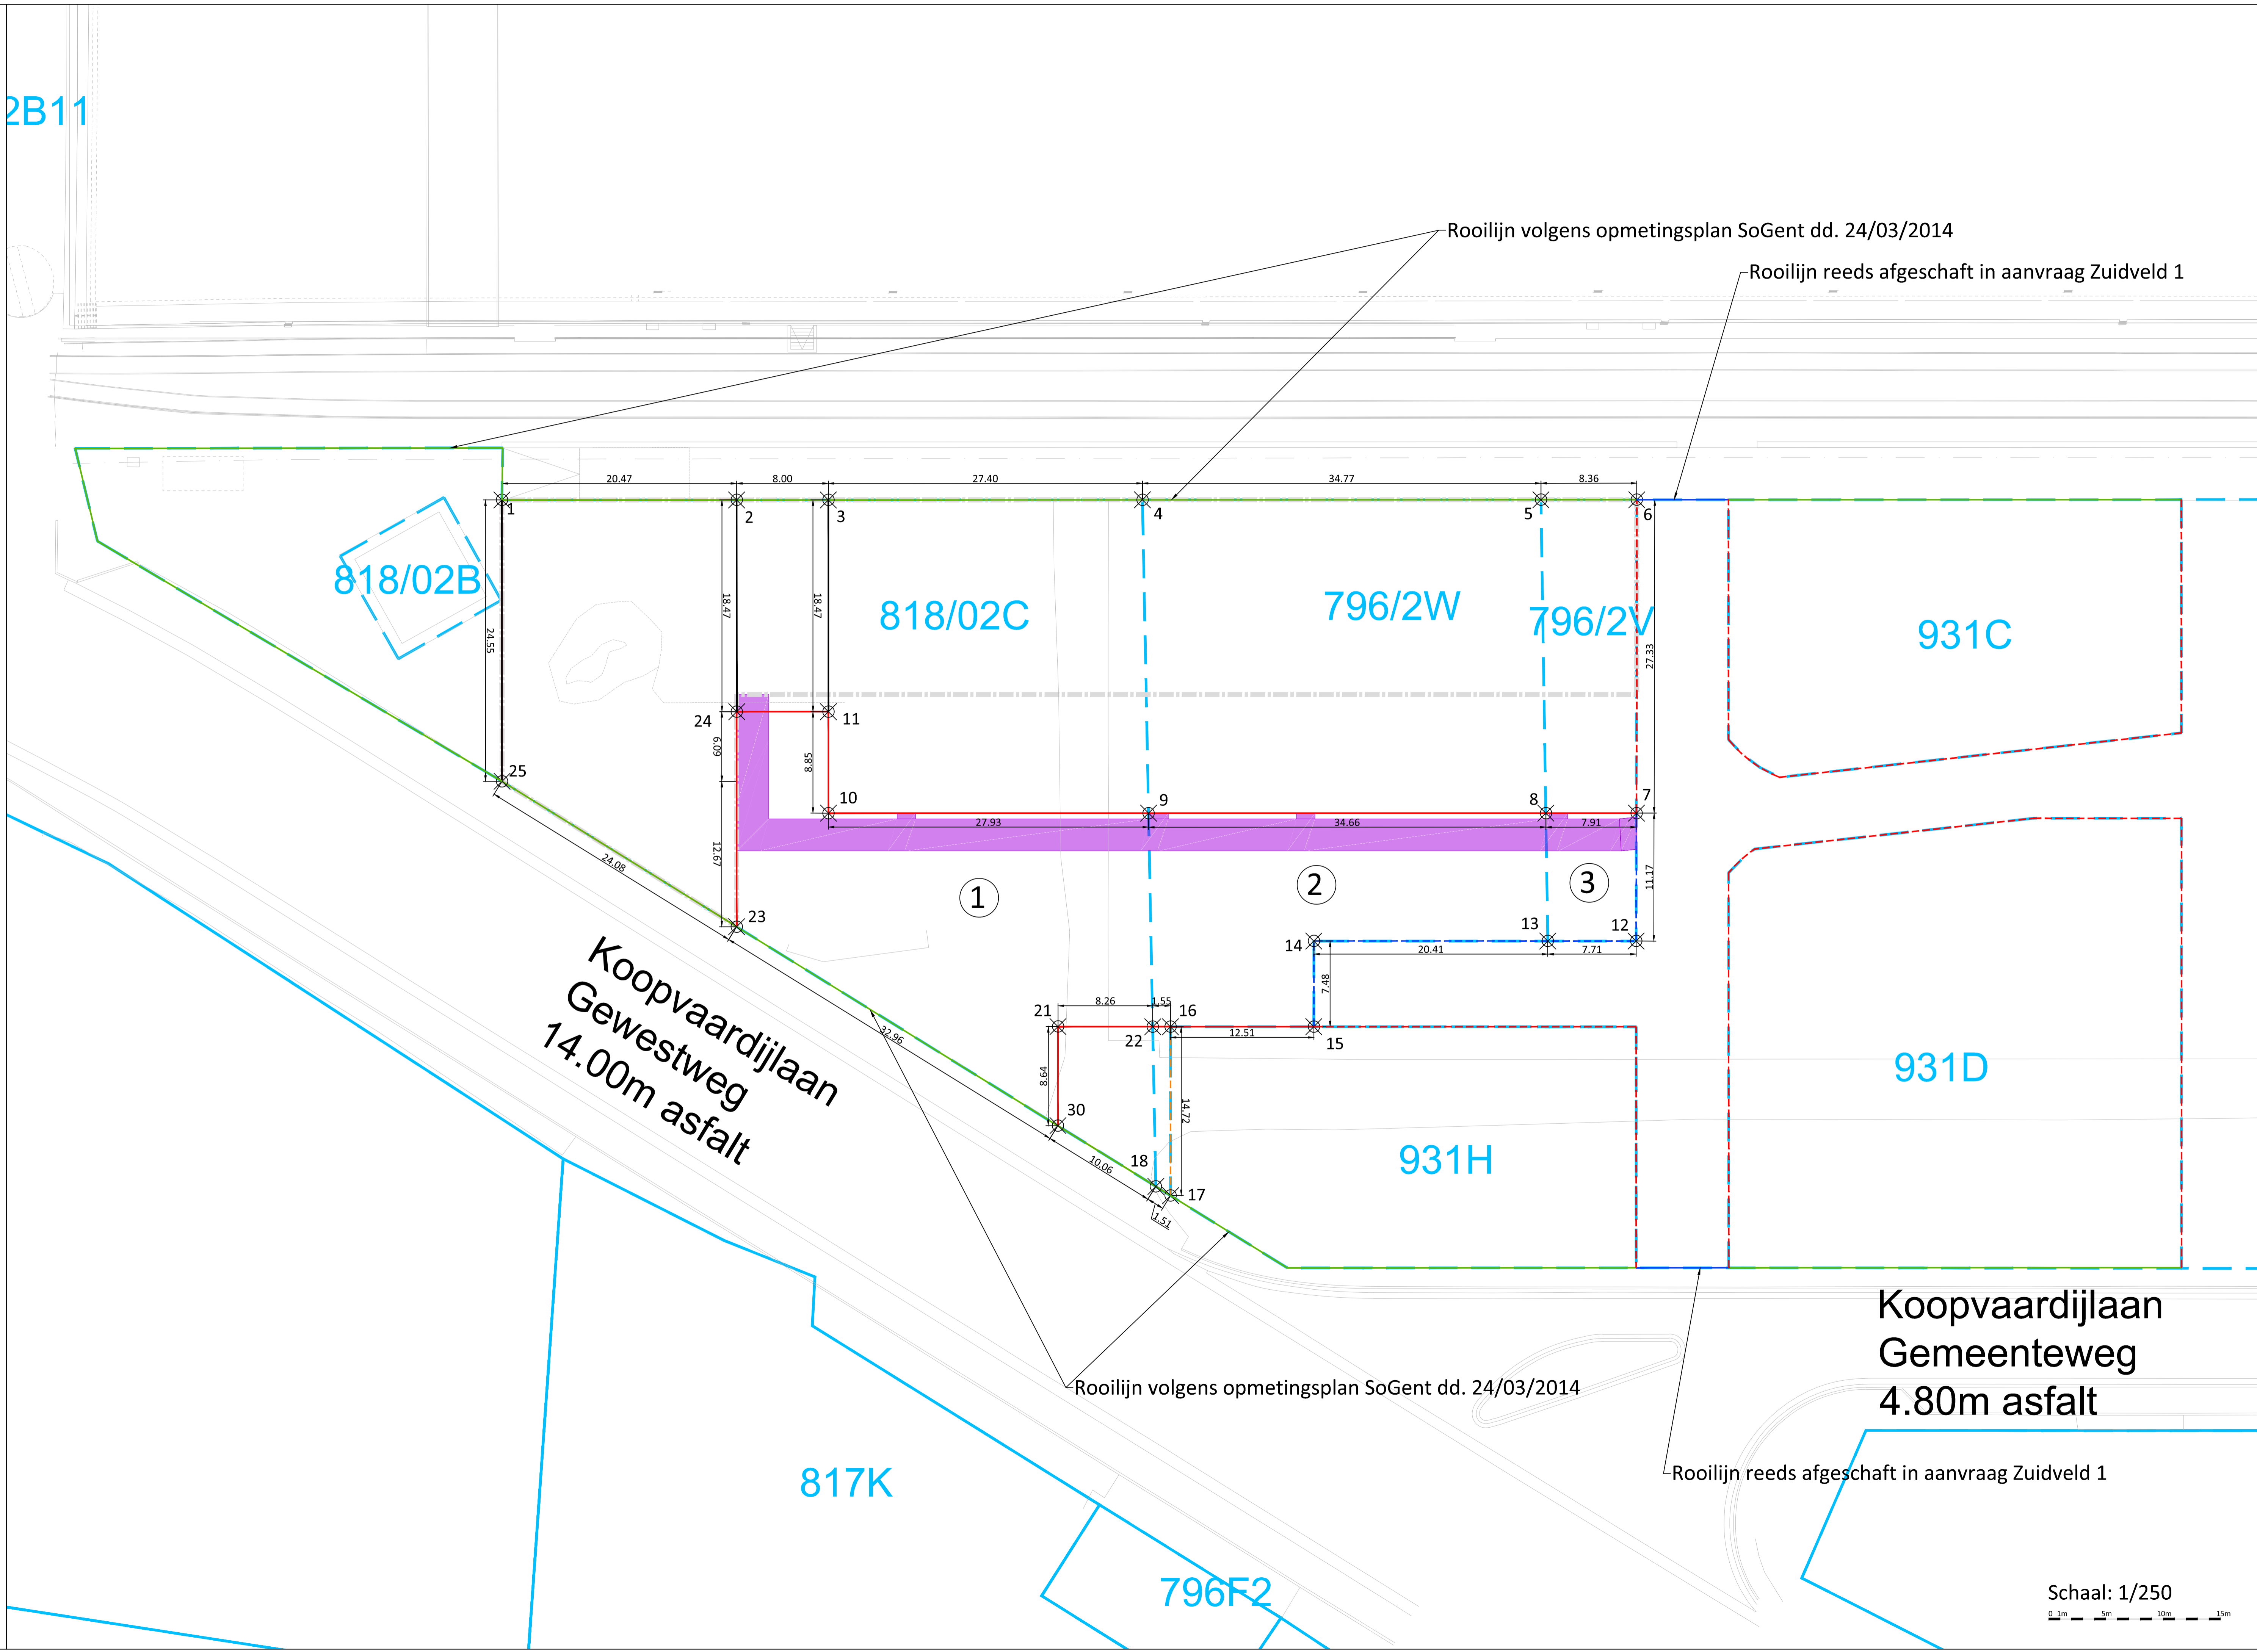 2B11
Rooilijn volgens opmetingsplan SoGent dd. 24/03/2014
Rooilijn reeds afgeschaft in aanvraag Zuidveld 1
20.47
8.00
27.40
34.77
8.36
1
2
3
4
5
6
818/02B
818/02C
796/2W
796/2V
931C
24.55
18.47
18.47
27.33
24
11
6.09
8.85
25
10
9
8
7
27.93
34.66
7.91
12.67
24.08
11.17
1
2
3
23
13
12
14
20.41
7.71
7.48
Koopvaardijlaan
Gewestweg
14.00m asfalt
32.96
21
8.26
1.55
16
22
12.51
15
8.64
14.72
30
931D
931H
10.06
18
17
1.51
Koopvaardijlaan
Gemeenteweg
4.80m asfalt
Rooilijn volgens opmetingsplan SoGent dd. 24/03/2014
Rooilijn reeds afgeschaft in aanvraag Zuidveld 1
817K
796F2
Schaal: 1/250
0 1m 5m 10m 15m